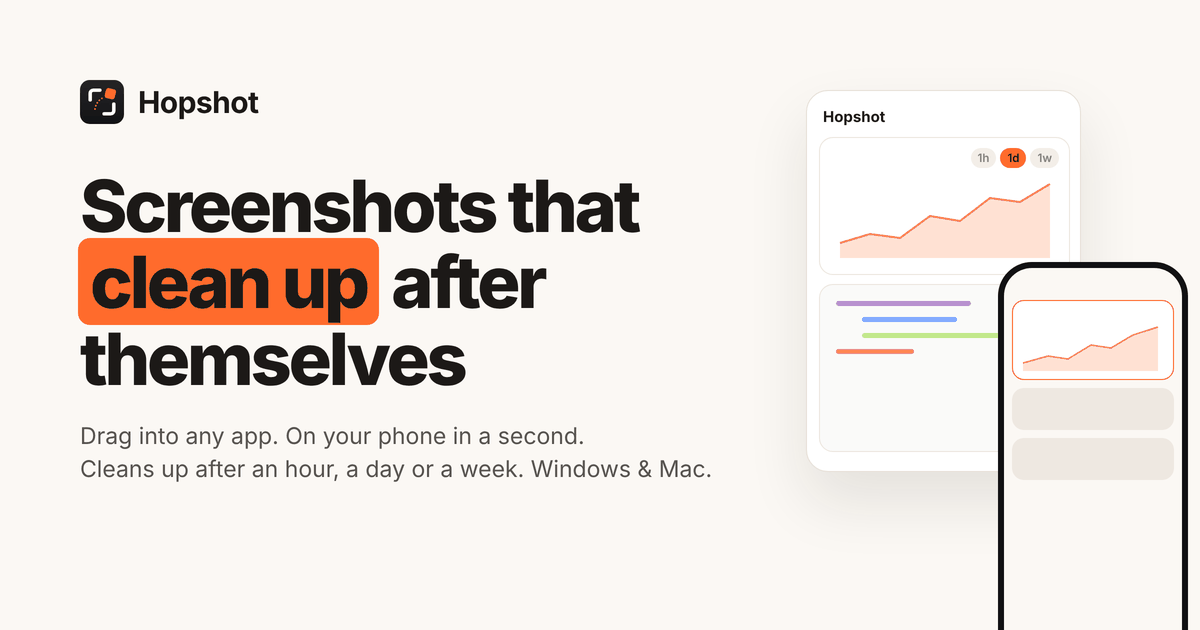 Hopshot
Screenshots that
clean up after
themselves
Drag into any app. On your phone in a second.
Cleans up after an hour, a day or a week. Windows & Mac.
Hopshot
1h 1d 1w